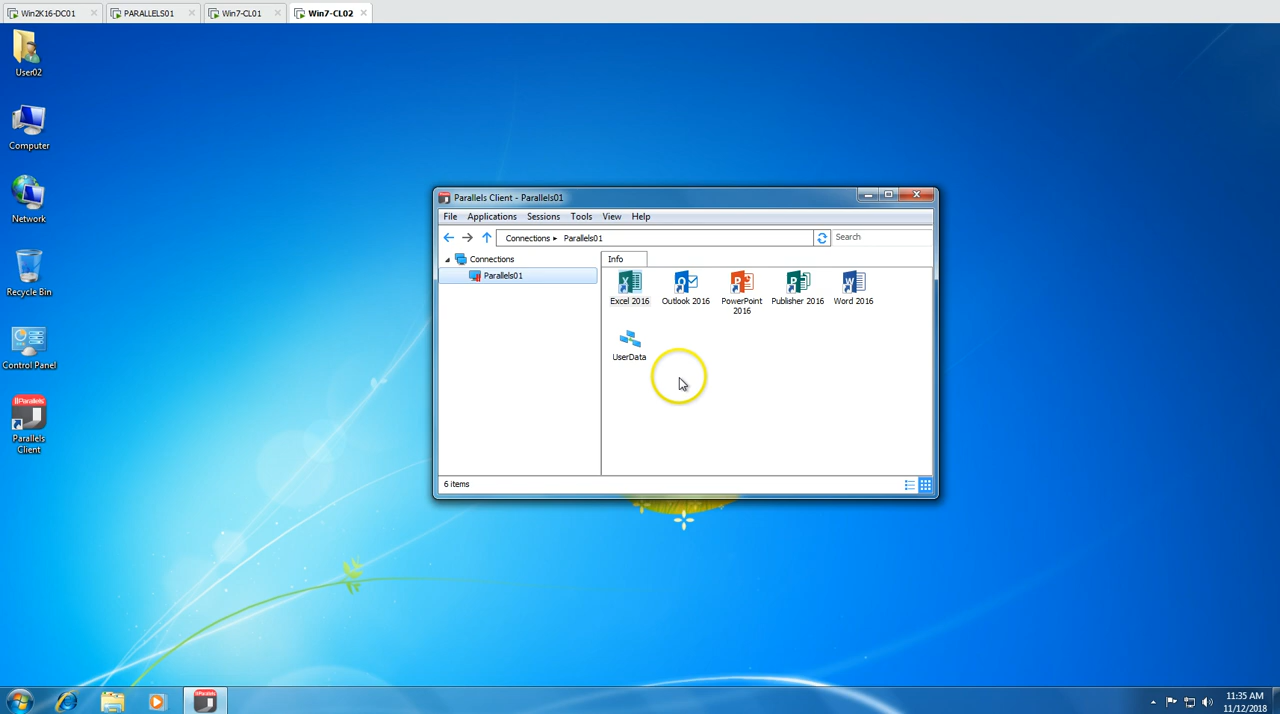 Win2K16-DC01
PARALLELS01
Win7-CL01
Win7-CL02
User02
Computer
Network
Recycle Bin
Control Panel
Parallels
Parallels
Client
Parallels Client - Parallels01
File Applications Sessions Tools View Help
Connections Parallels01
Search
Connections
Parallels01
Info
Excel 2016
Outlook 2016
PowerPoint
2016
Publisher 2016
Word 2016
UserData
6 items
Parallels
11:35 AM
11/12/2018